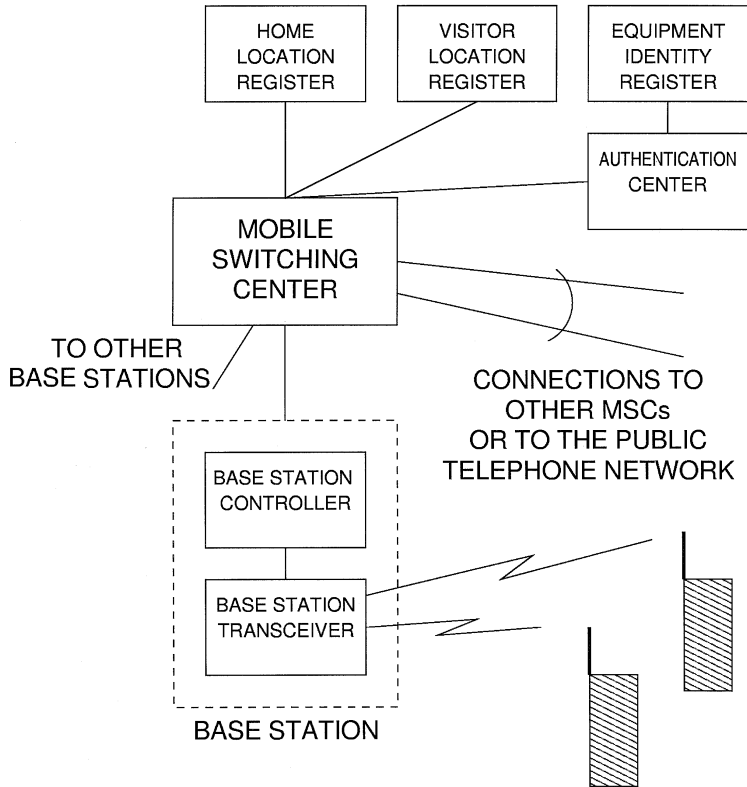 HOME
LOCATION
REGISTER
VISITOR
LOCATION
REGISTER
EQUIPMENT
IDENTITY
REGISTER
AUTHENTICATION
CENTER
MOBILE
SWITCHING
CENTER
TO OTHER
BASE STATIONS
CONNECTIONS TO
OTHER MSCs
OR TO THE PUBLIC
TELEPHONE NETWORK
BASE STATION
CONTROLLER
BASE STATION
TRANSCEIVER
BASE STATION